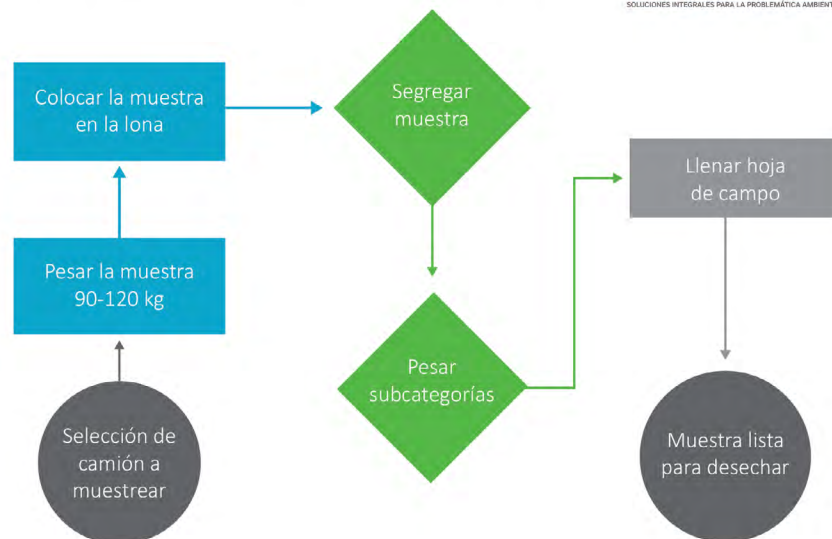 SOLUCIONES INTEGRALES PARA LA PROBLEMÁTICA AMBIENT
Colocar la muestra
en la lona
Segregar
muestra
Llenar hoja
de campo
Pesar la muestra
90-120 kg
Pesar
subcategorías
Selección de
camión a
muestrear
Muestra lista
para desechar